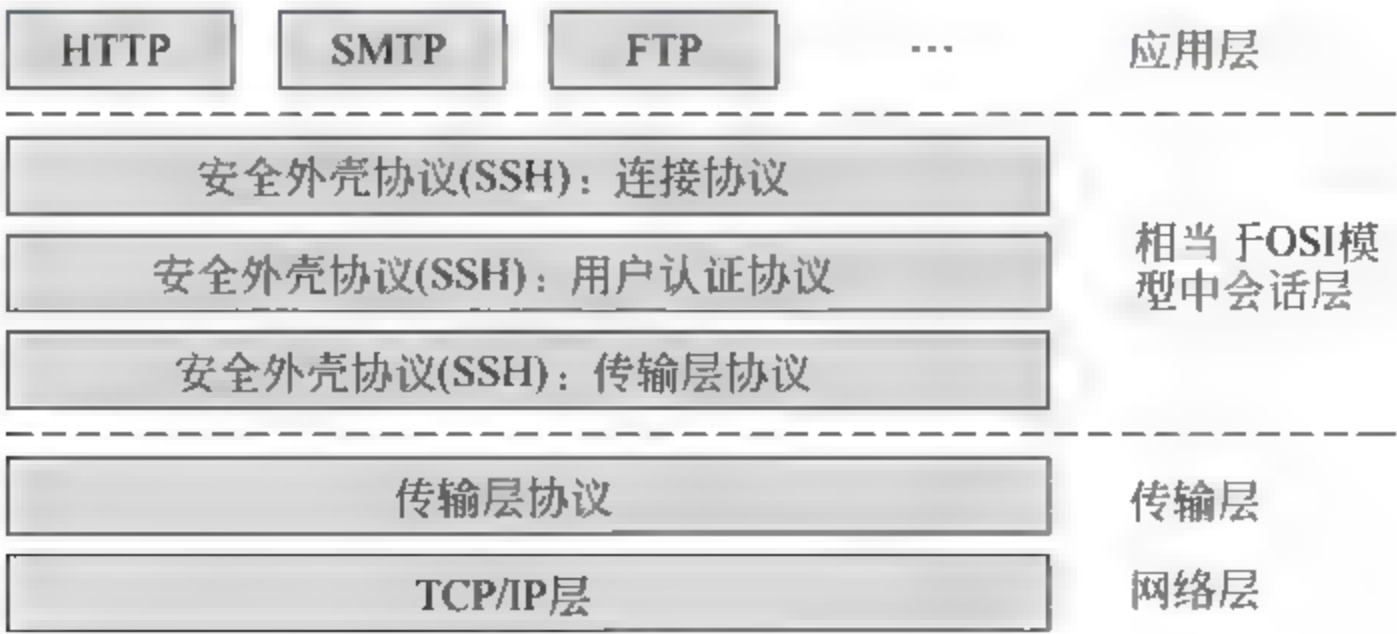 HTTP SMTP FTP … 应用层
安全外壳协议(SSH)：连接协议
相当于OSI模
型中会话层
安全外壳协议(SSH)：用户认证协议
安全外壳协议(SSH)：传输层协议
传输层协议 传输层
TCP/IP层 网络层